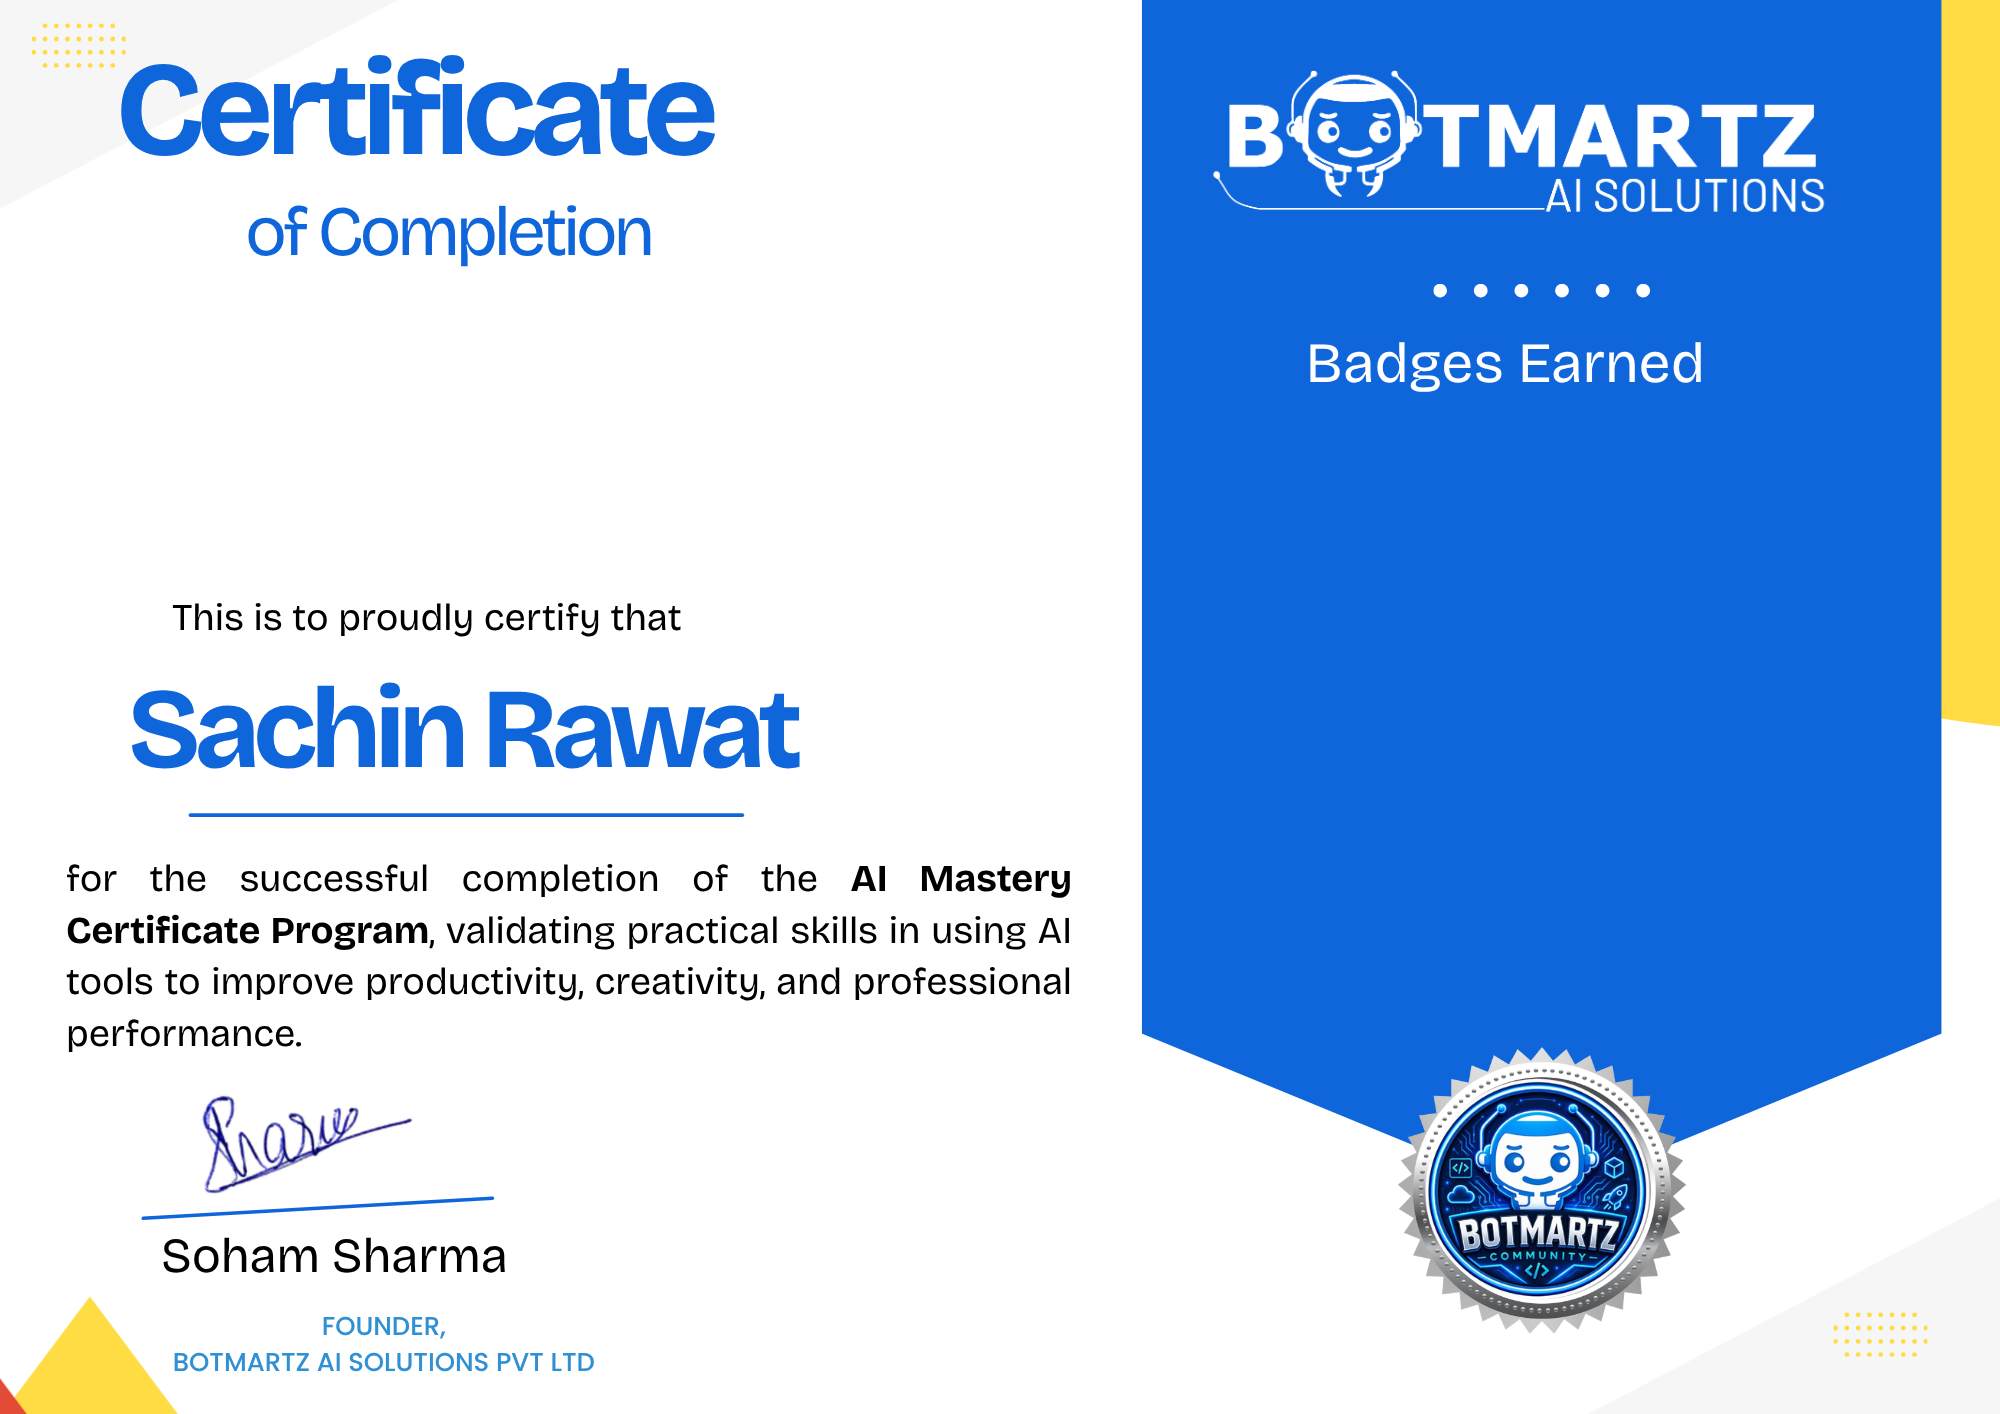 Certificate
of Completion
This is to proudly certify that
Sachin Rawat
for the successful completion of the AI Mastery
Certificate Program, validating practical skills in using AI
tools to improve productivity, creativity, and professional
performance.
Soham Sharma
FOUNDER,
BOTMARTZ AI SOLUTIONS PVT LTD
BOTMARTZ
AI SOLUTIONS
Badges Earned
BOTMARTZ
COMMUNITY
</>